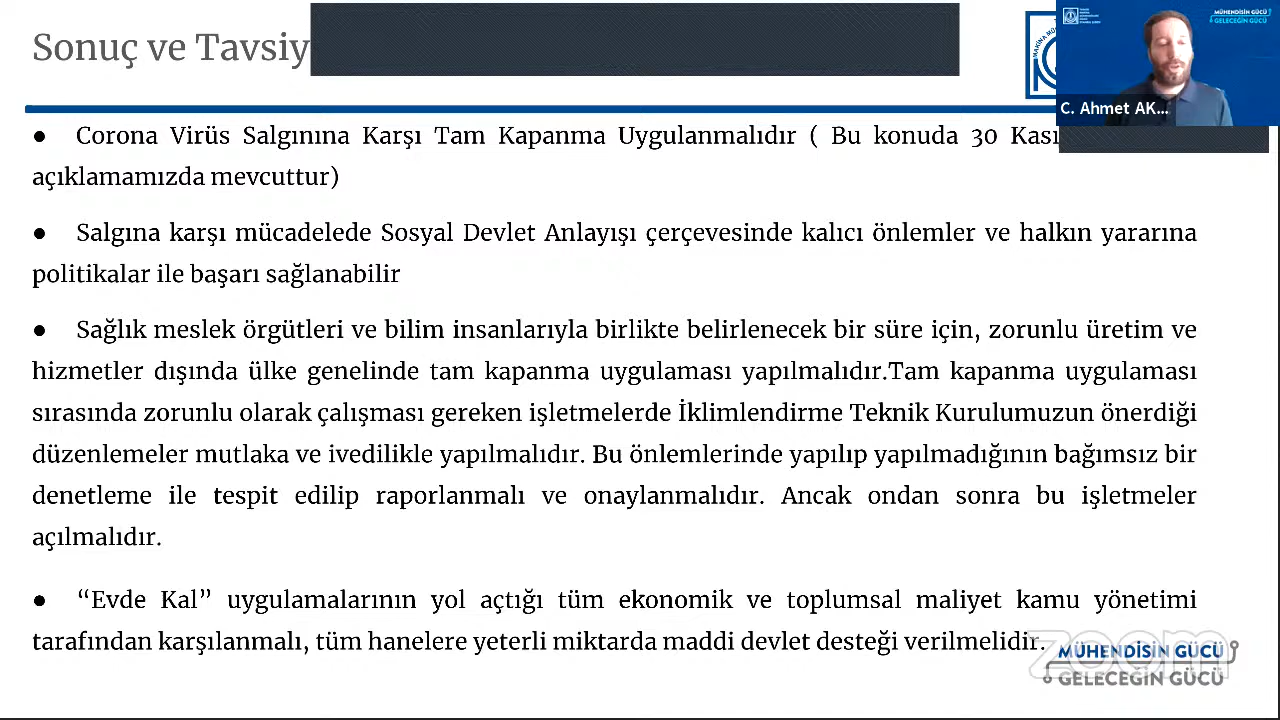 Sonuç ve Tavsiy
MÜHENDİSİN GÜCÜ
GELECEĞİN GÜCÜ
C. Ahmet AK...
● Corona Virüs Salgınına Karşı Tam Kapanma Uygulanmalıdır ( Bu konuda 30 Kası
açıklamamızda mevcuttur)
● Salgına karşı mücadelede Sosyal Devlet Anlayışı çerçevesinde kalıcı önlemler ve halkın yararına
politikalar ile başarı sağlanabilir
● Sağlık meslek örgütleri ve bilim insanlarıyla birlikte belirlenecek bir süre için, zorunlu üretim ve
hizmetler dışında ülke genelinde tam kapanma uygulaması yapılmalıdır.Tam kapanma uygulaması
sırasında zorunlu olarak çalışması gereken işletmelerde İklimlendirme Teknik Kurulumuzun önerdiği
düzenlemeler mutlaka ve ivedilikle yapılmalıdır. Bu önlemlerinde yapılıp yapılmadığının bağımsız bir
denetleme ile tespit edilip raporlanmalı ve onaylanmalıdır. Ancak ondan sonra bu işletmeler
açılmalıdır.
● “Evde Kal” uygulamalarının yol açtığı tüm ekonomik ve toplumsal maliyet kamu yönetimi
tarafından karşılanmalı, tüm hanelere yeterli miktarda maddi devlet desteği verilmelidir.
zoom
MÜHENDİSİN GÜCÜ
GELECEĞİN GÜCÜ